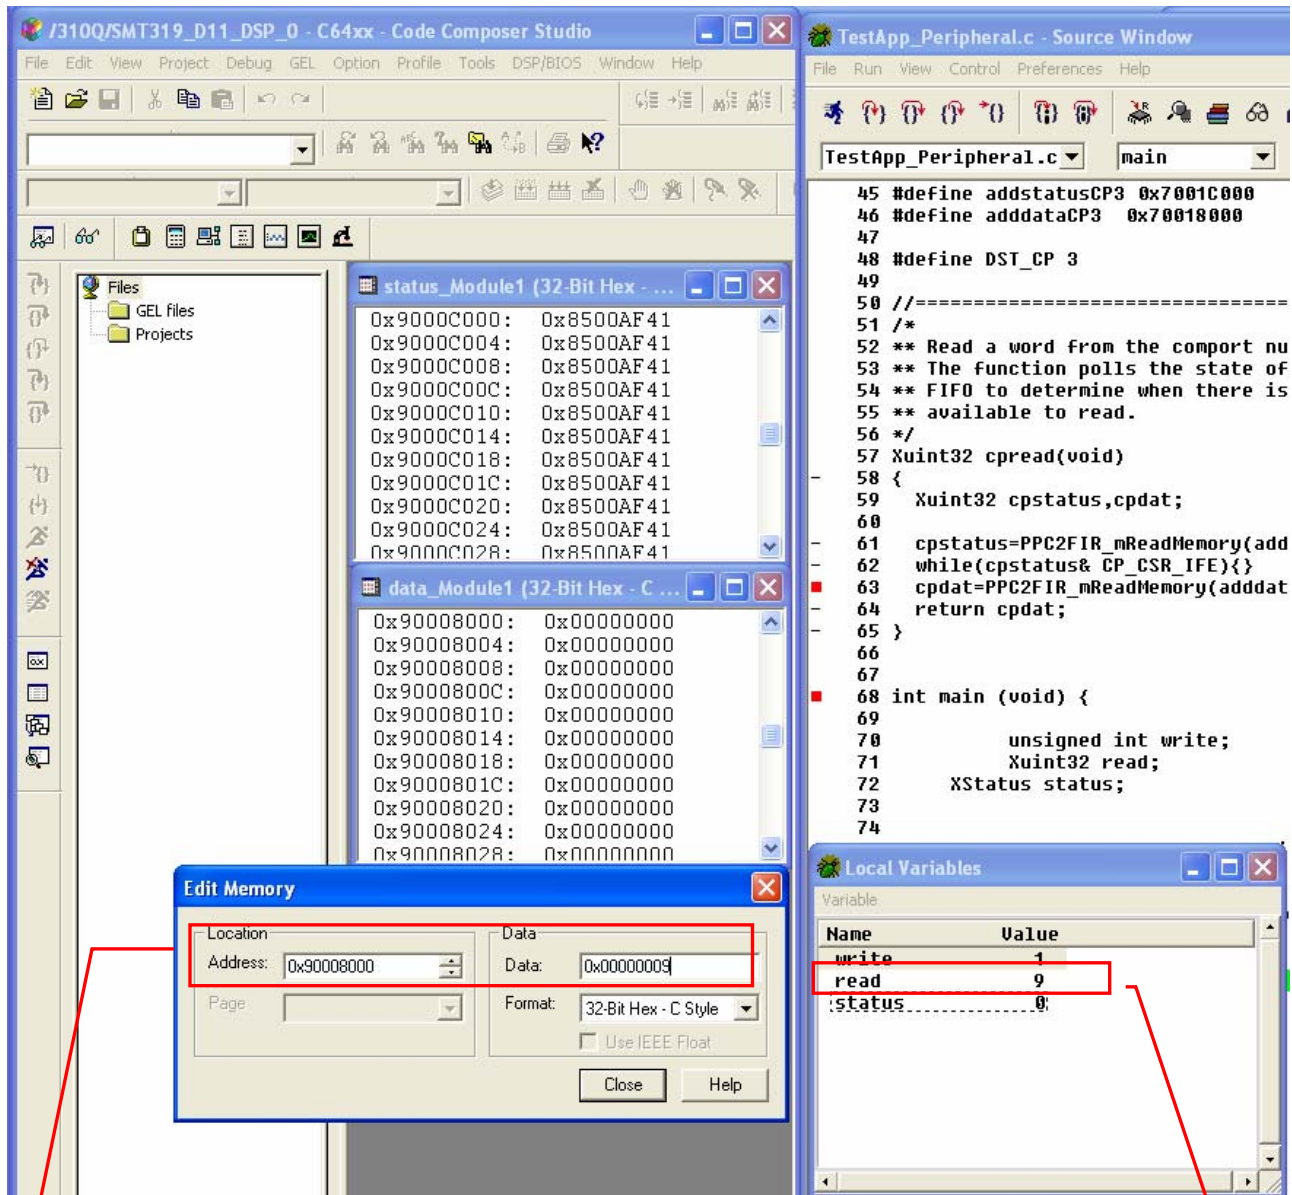 /310Q/SMT319_D11_DSP_0 - C64xx - Code Composer Studio
File Edit View Project Debug GEL Option Profile Tools DSP/BIOS Window Help
Files
GEL files
Projects
status_Module1 (32-Bit Hex - ...
0x9000C000: 0x8500AF41
0x9000C004: 0x8500AF41
0x9000C008: 0x8500AF41
0x9000C00C: 0x8500AF41
0x9000C010: 0x8500AF41
0x9000C014: 0x8500AF41
0x9000C018: 0x8500AF41
0x9000C01C: 0x8500AF41
0x9000C020: 0x8500AF41
0x9000C024: 0x8500AF41
0x9000C028: 0x8500AF41
data_Module1 (32-Bit Hex - C ...
0x90008000: 0x00000000
0x90008004: 0x00000000
0x90008008: 0x00000000
0x9000800C: 0x00000000
0x90008010: 0x00000000
0x90008014: 0x00000000
0x90008018: 0x00000000
0x9000801C: 0x00000000
0x90008020: 0x00000000
0x90008024: 0x00000000
0x90008028: 0x00000000
Edit Memory
Location
Address: 0x90008000
Page
Data
Data: 0x00000009
Format: 32-Bit Hex - C Style
Use IEEE Float
Close Help
TestApp_Peripheral.c - Source Window
File Run View Control Preferences Help
TestApp_Peripheral.c main
45 #define addstatusCP3 0x7001C000
46 #define adddataCP3 0x70018000
47
48 #define DST_CP 3
49
50 //================================
51 /*
52 ** Read a word from the comport nu
53 ** The function polls the state of
54 ** FIFO to determine when there is
55 ** available to read.
56 */
57 Xuint32 cpread(void)
58 {
59 Xuint32 cpstatus,cpdat;
60
61 cpstatus=PPC2FIR_mReadMemory(add
62 while(cpstatus& CP_CSR_IFE){}
63 cpdat=PPC2FIR_mReadMemory(adddat
64 return cpdat;
65 }
66
67
68 int main (void) {
69
70 unsigned int write;
71 Xuint32 read;
72 XStatus status;
73
74
Local Variables
Variable
Name Value
write 1
read 9
status 0